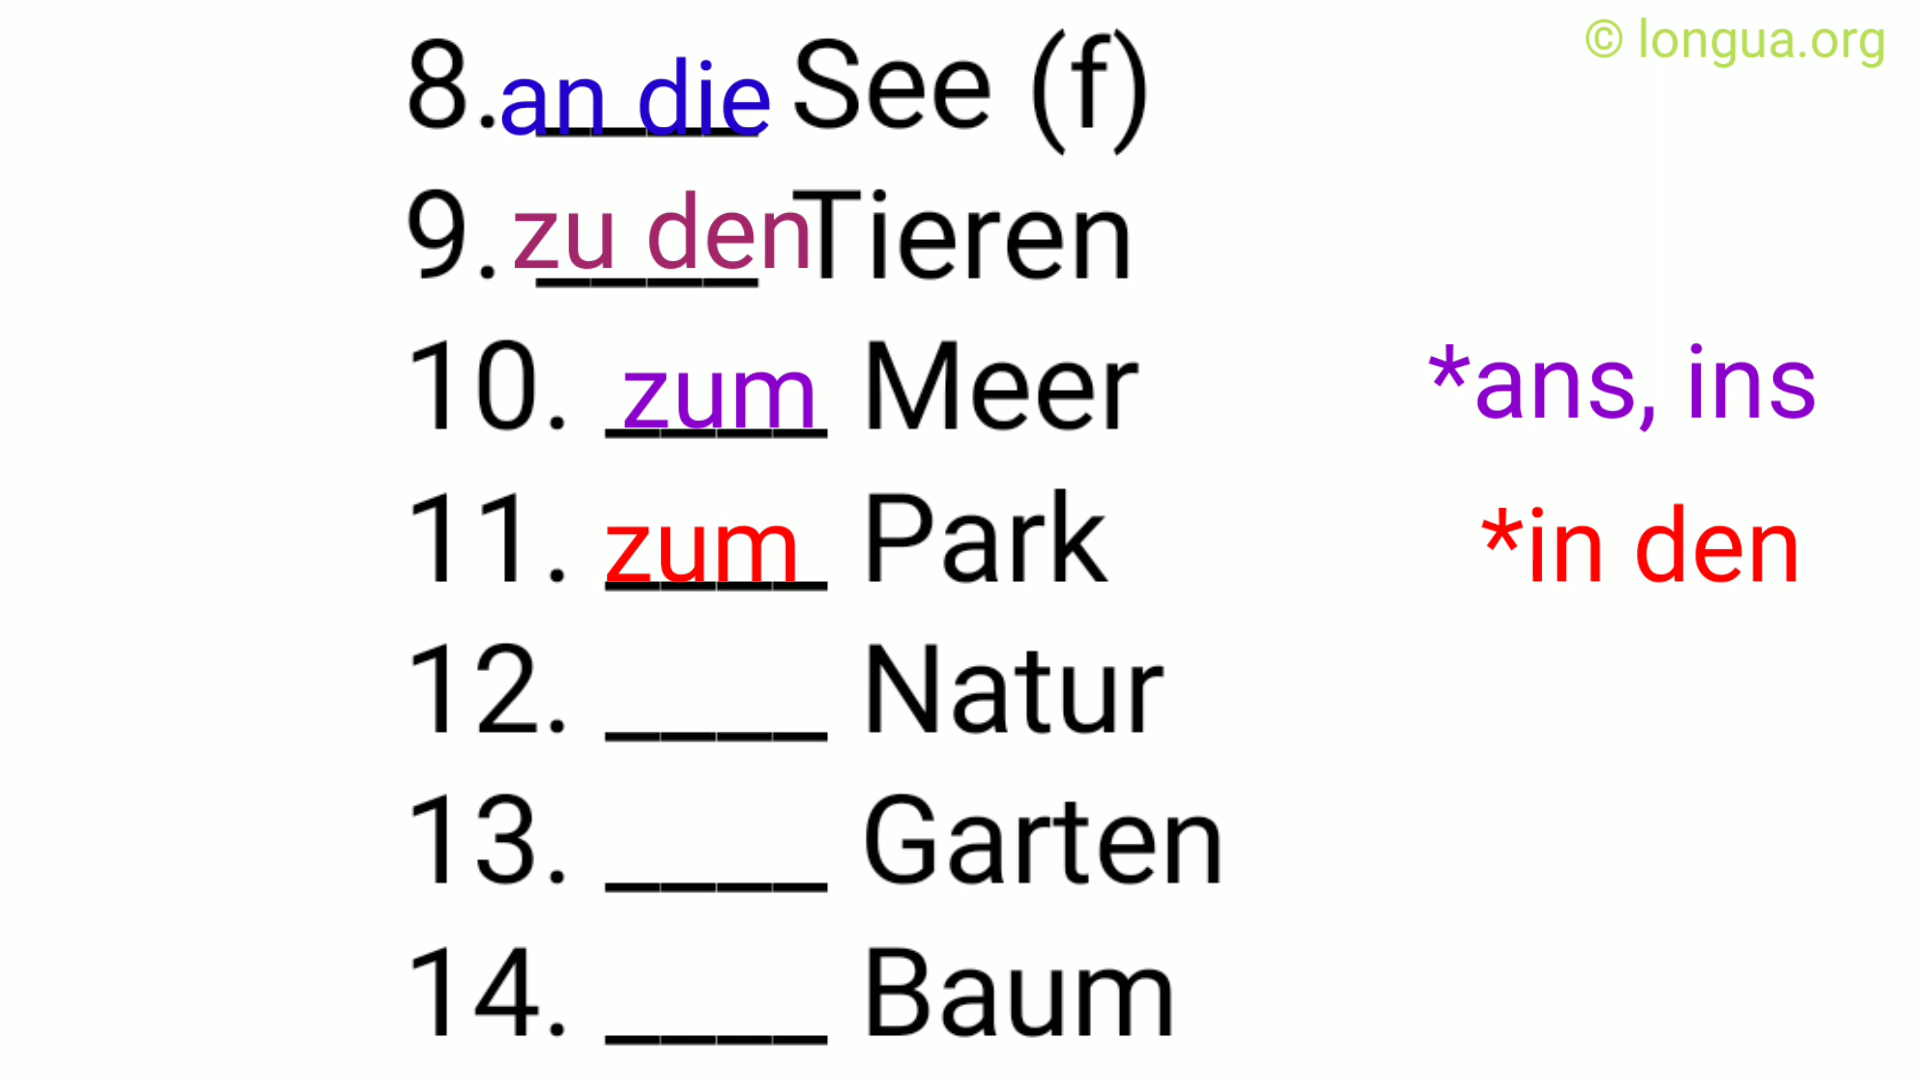 © longua.org
8. an die See (f)
9. zu den Tieren
10. zum Meer *ans, ins
11. zum Park *in den
12. ____ Natur
13. ____ Garten
14. ____ Baum